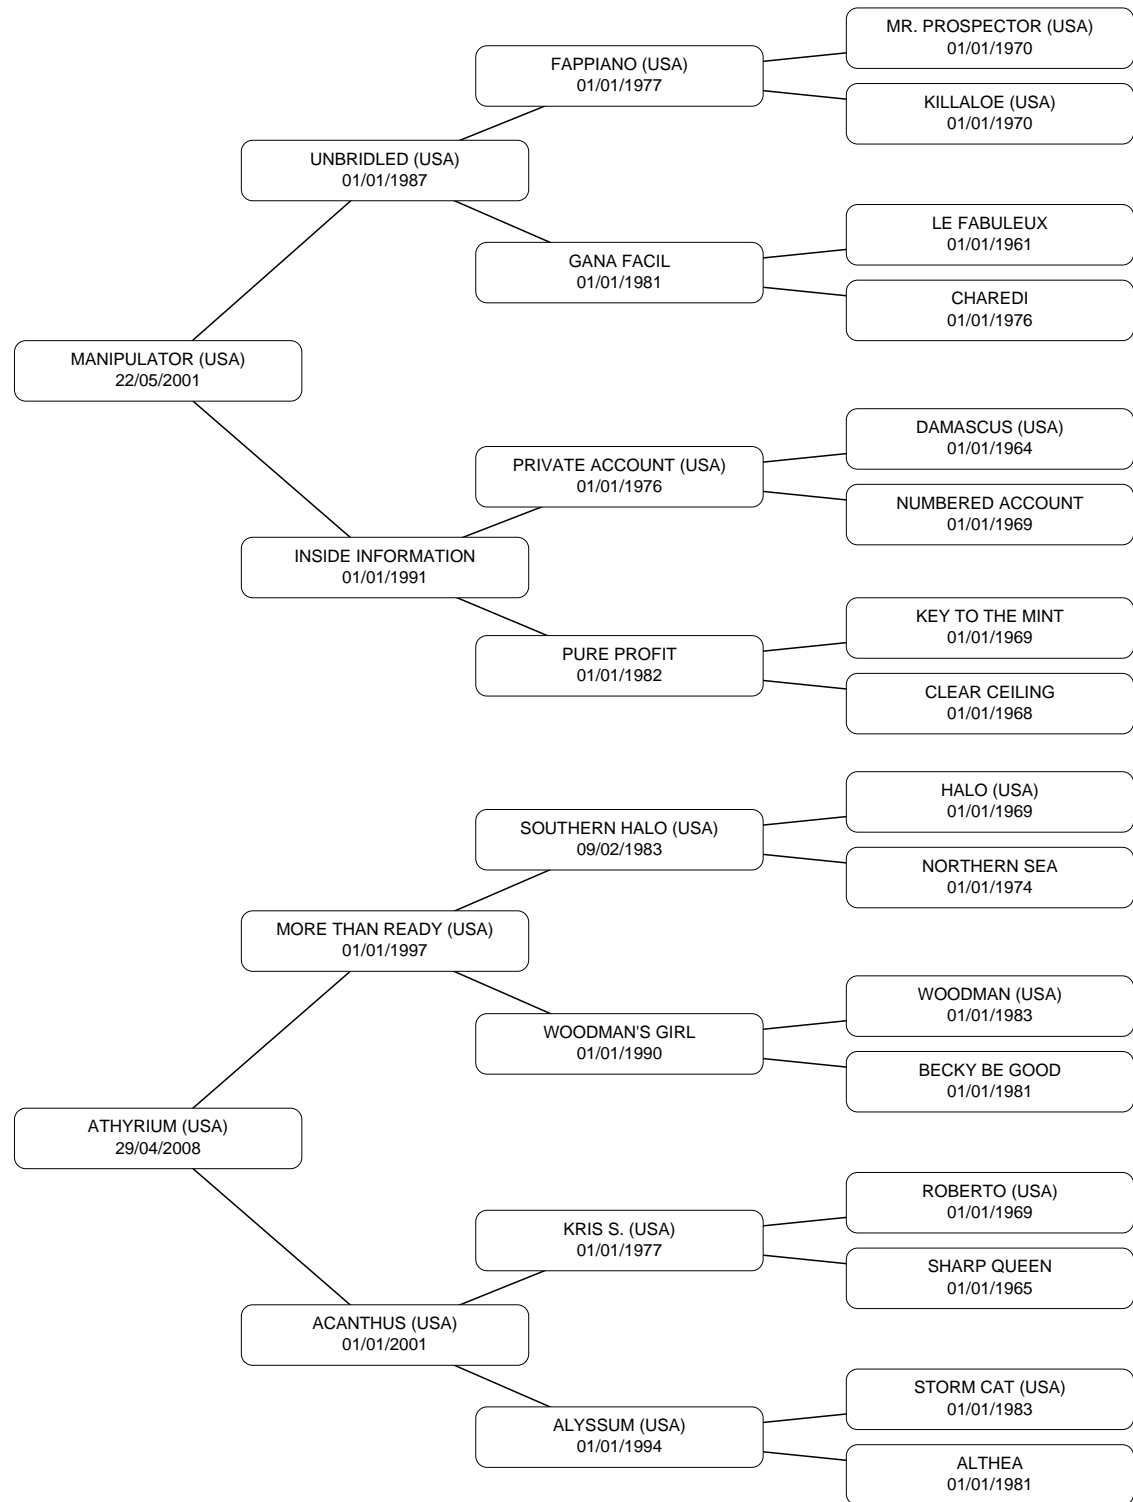 MR. PROSPECTOR (USA)
01/01/1970
FAPPIANO (USA)
01/01/1977
KILLALOE (USA)
01/01/1970
UNBRIDLED (USA)
01/01/1987
LE FABULEUX
01/01/1961
GANA FACIL
01/01/1981
CHAREDI
01/01/1976
MANIPULATOR (USA)
22/05/2001
DAMASCUS (USA)
01/01/1964
PRIVATE ACCOUNT (USA)
01/01/1976
NUMBERED ACCOUNT
01/01/1969
INSIDE INFORMATION
01/01/1991
KEY TO THE MINT
01/01/1969
PURE PROFIT
01/01/1982
CLEAR CEILING
01/01/1968
HALO (USA)
01/01/1969
SOUTHERN HALO (USA)
09/02/1983
NORTHERN SEA
01/01/1974
MORE THAN READY (USA)
01/01/1997
WOODMAN (USA)
01/01/1983
WOODMAN'S GIRL
01/01/1990
BECKY BE GOOD
01/01/1981
ATHYRIUM (USA)
29/04/2008
ROBERTO (USA)
01/01/1969
KRIS S. (USA)
01/01/1977
SHARP QUEEN
01/01/1965
ACANTHUS (USA)
01/01/2001
STORM CAT (USA)
01/01/1983
ALYSSUM (USA)
01/01/1994
ALTHEA
01/01/1981